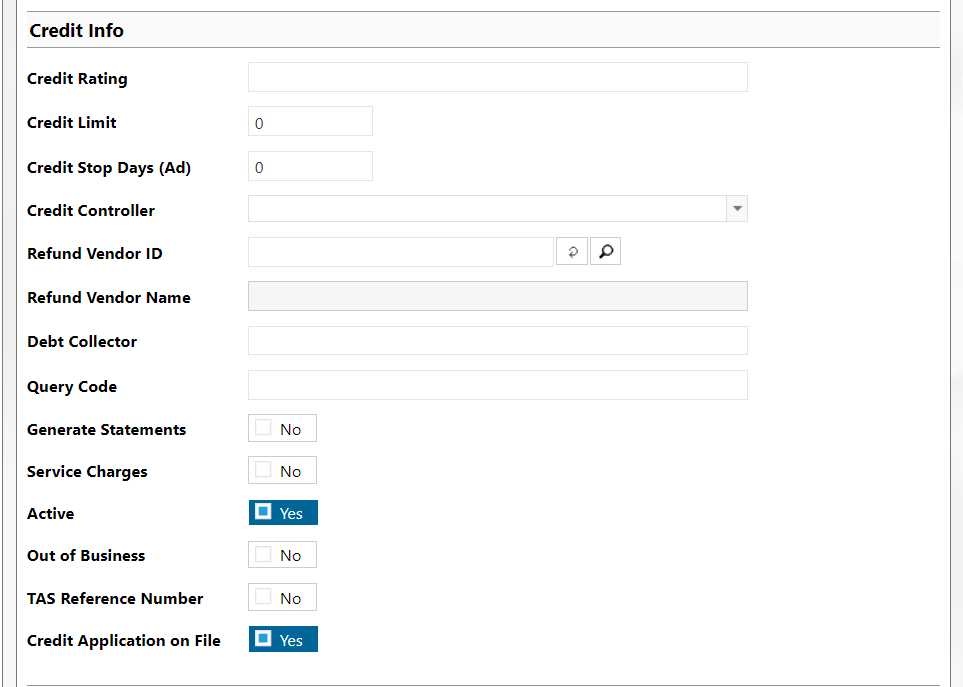 Credit Info
Credit Rating
Credit Limit 0
Credit Stop Days (Ad) 0
Credit Controller
Refund Vendor ID
Refund Vendor Name
Debt Collector
Query Code
Generate Statements No
Service Charges No
Active Yes
Out of Business No
TAS Reference Number No
Credit Application on File Yes